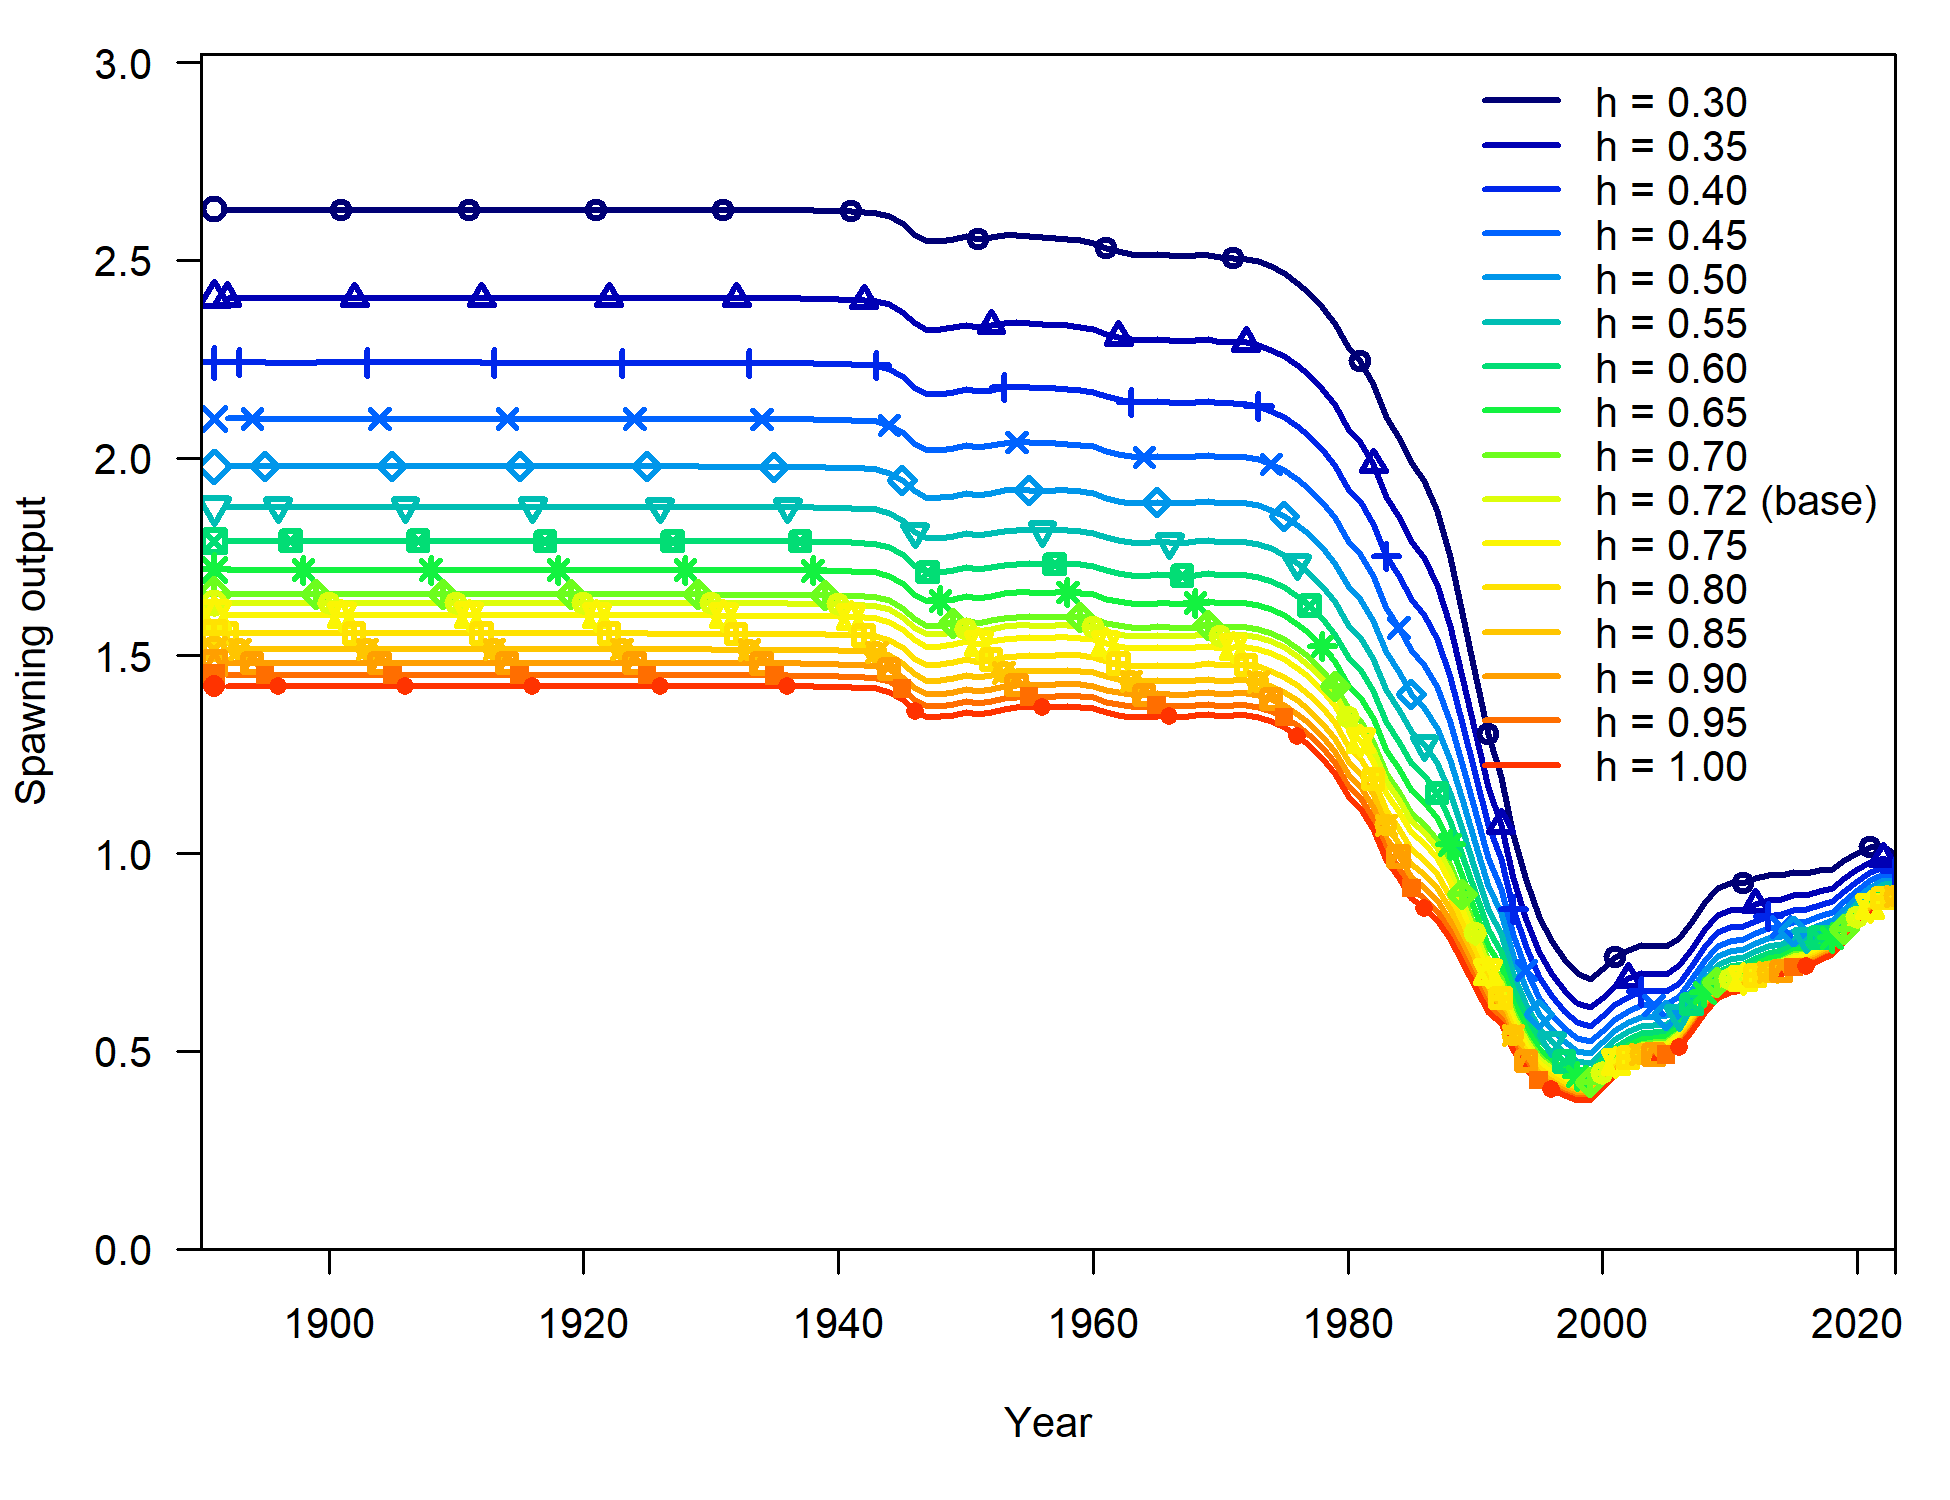 3.0
2.5
2.0
1.5
1.0
0.5
0.0
Spawning output
h = 0.30
h = 0.35
h = 0.40
h = 0.45
h = 0.50
h = 0.55
h = 0.60
h = 0.65
h = 0.70
h = 0.72 (base)
h = 0.75
h = 0.80
h = 0.85
h = 0.90
h = 0.95
h = 1.00
1900 1920 1940 1960 1980 2000 2020
Year